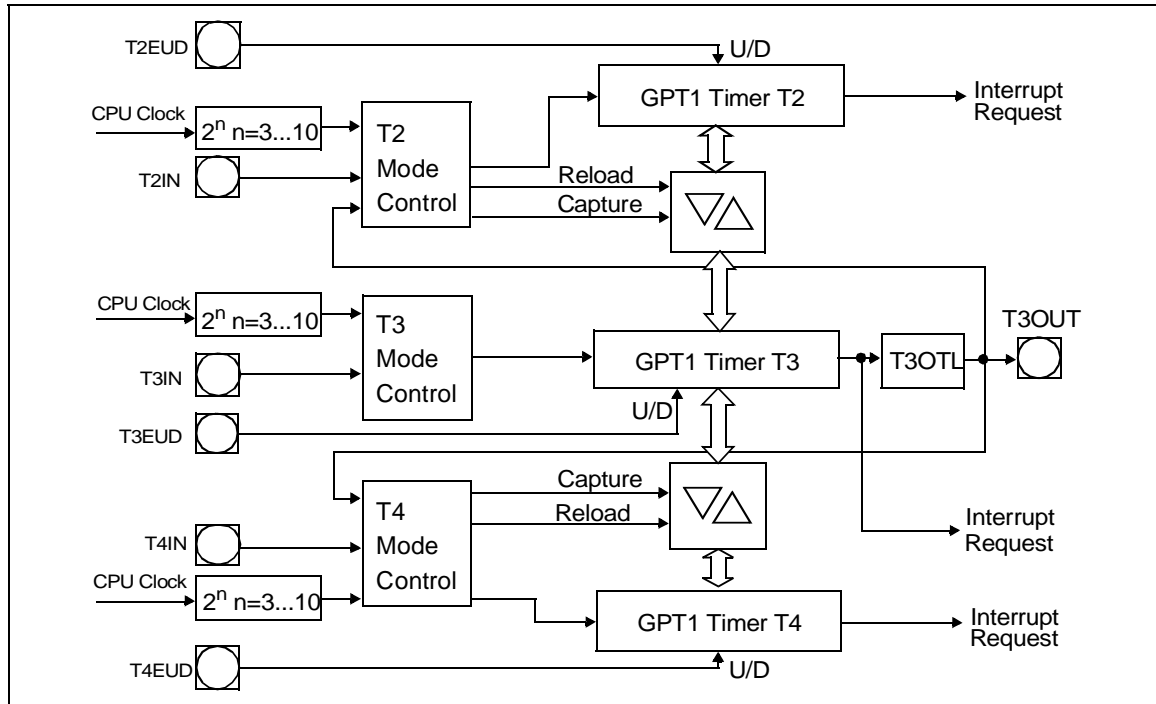 T2EUD
U/D
GPT1 Timer T2
Interrupt
Request
CPU Clock
2ⁿ n=3...10
T2
Mode
Control
T2IN
Reload
Capture
CPU Clock
2ⁿ n=3...10
T3
Mode
Control
T3IN
GPT1 Timer T3
T3OTL
T3OUT
U/D
T3EUD
Capture
Reload
T4
Mode
Control
T4IN
Interrupt
Request
CPU Clock
2ⁿ n=3...10
GPT1 Timer T4
Interrupt
Request
T4EUD
U/D